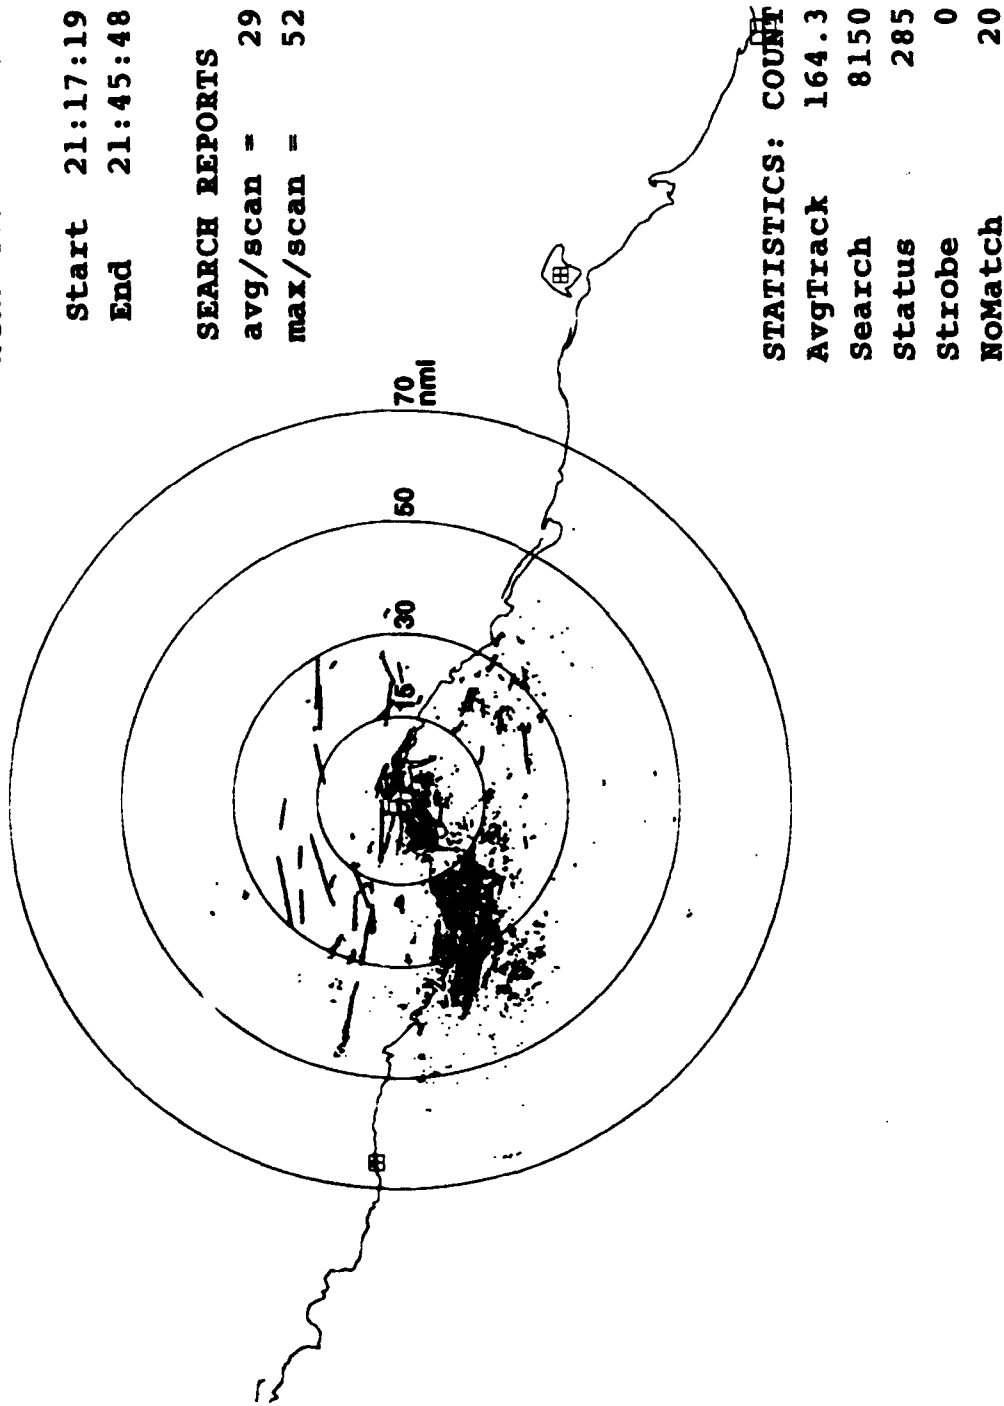 Start 21:17:19
End 21:45:48
SEARCH REPORTS
avg/scan = 29
max/scan = 52
70
nmi
50
30
15
STATISTICS: COUNT
AvgTrack 164.3
Search 8150
Status 285
Strobe 0
NoMatch 20